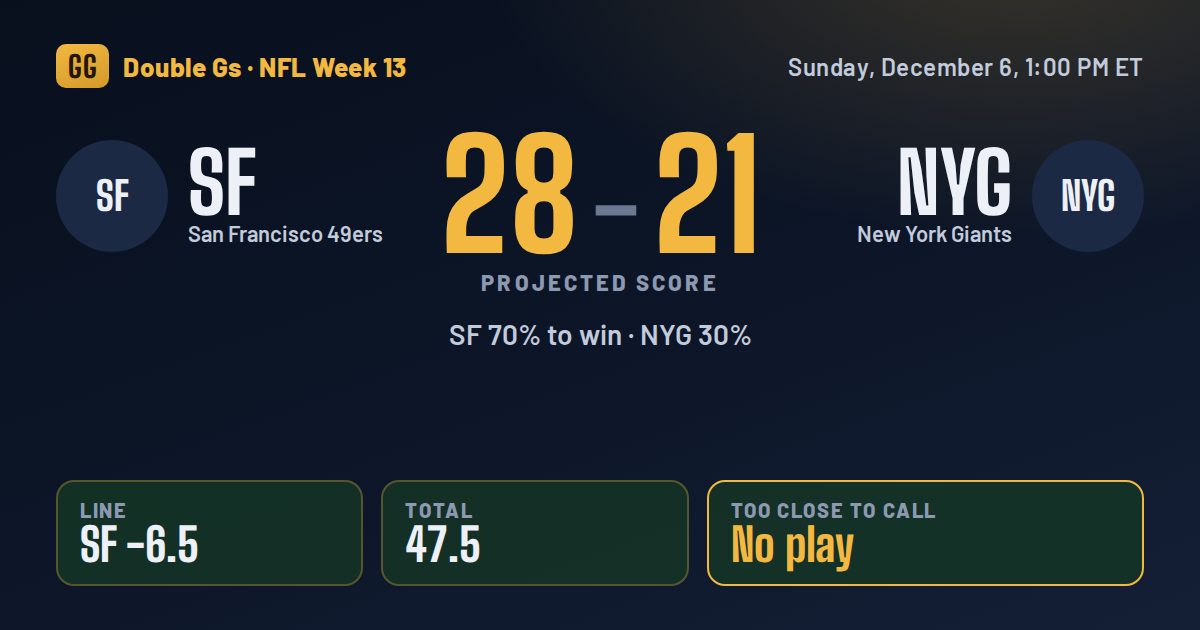 GG Double Gs · NFL Week 13
Sunday, December 6, 1:00 PM ET
SF
SF
San Francisco 49ers
28 – 21
PROJECTED SCORE
SF 70% to win · NYG 30%
NYG
New York Giants
NYG
LINE
SF -6.5
TOTAL
47.5
TOO CLOSE TO CALL
No play